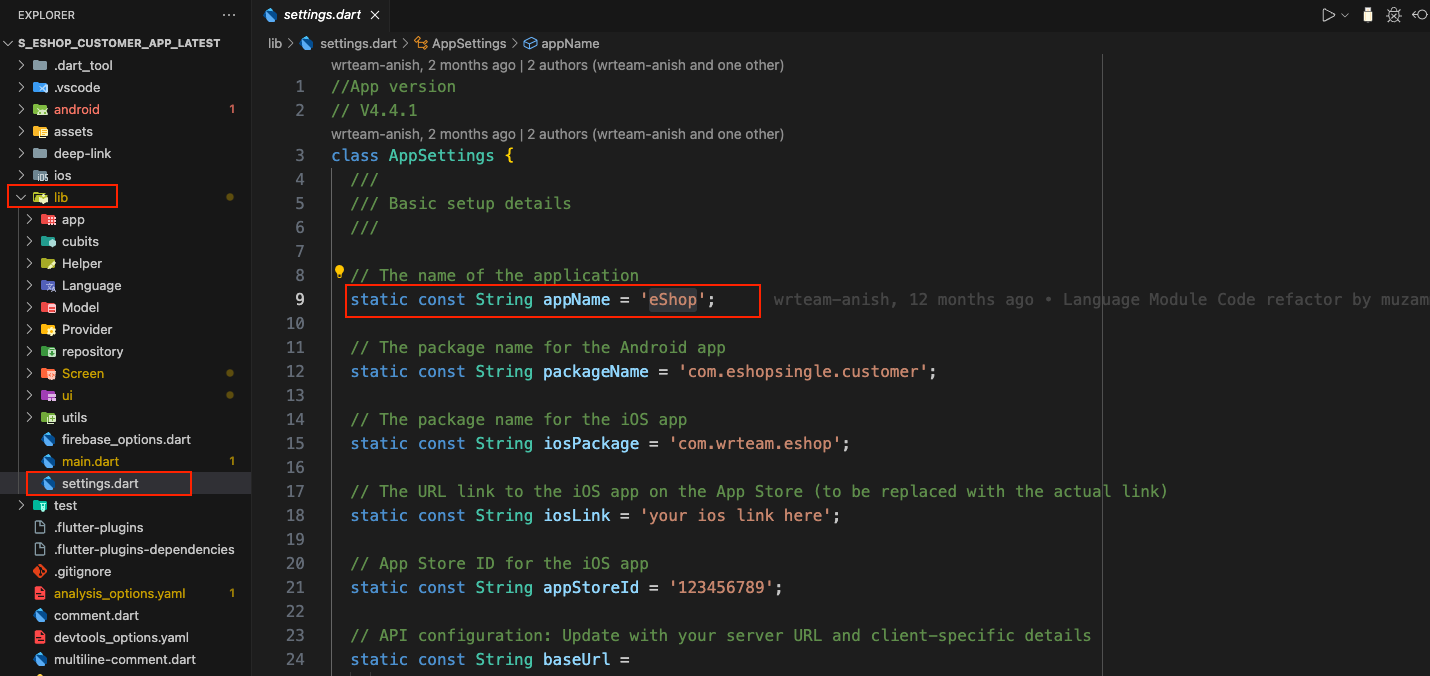 EXPLORER
S_ESHOP_CUSTOMER_APP_LATEST
.dart_tool
.vscode
android 1
assets
deep-link
ios
lib
app
cubits
Helper
Language
Model
Provider
repository
Screen
ui
utils
firebase_options.dart
main.dart 1
settings.dart
test
.flutter-plugins
.flutter-plugins-dependencies
.gitignore
analysis_options.yaml 1
comment.dart
devtools_options.yaml
multiline-comment.dart
settings.dart
lib > settings.dart > AppSettings > appName
wrteam-anish, 2 months ago | 2 authors (wrteam-anish and one other)
1 //App version
2 // V4.4.1
wrteam-anish, 2 months ago | 2 authors (wrteam-anish and one other)
3 class AppSettings {
4 ///
5 /// Basic setup details
6 ///
7
8 // The name of the application
9 static const String appName = 'eShop'; wrteam-anish, 12 months ago • Language Module Code refactor by muzam
10
11 // The package name for the Android app
12 static const String packageName = 'com.eshopsingle.customer';
13
14 // The package name for the iOS app
15 static const String iosPackage = 'com.wrteam.eshop';
16
17 // The URL link to the iOS app on the App Store (to be replaced with the actual link)
18 static const String iosLink = 'your ios link here';
19
20 // App Store ID for the iOS app
21 static const String appStoreId = '123456789';
22
23 // API configuration: Update with your server URL and client-specific details
24 static const String baseUrl =